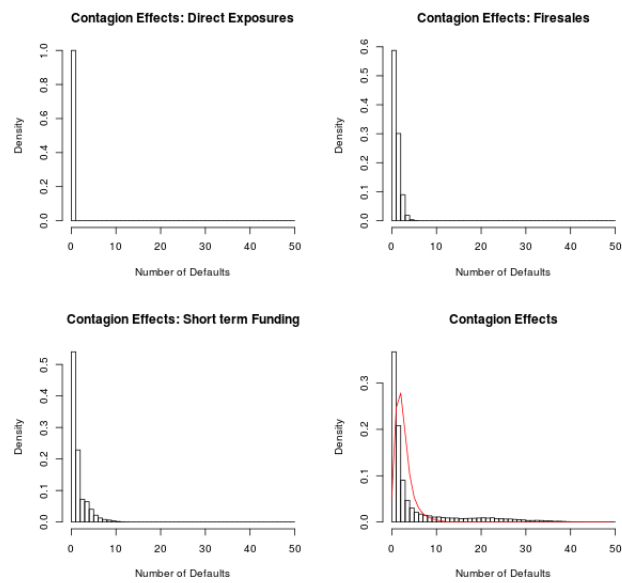 Contagion Effects: Direct Exposures
Density
0.0 0.2 0.4 0.6 0.8 1.0
0 10 20 30 40 50
Number of Defaults
Contagion Effects: Firesales
Density
0.0 0.1 0.2 0.3 0.4 0.5 0.6
0 10 20 30 40 50
Number of Defaults
Contagion Effects: Short term Funding
Density
0.0 0.1 0.2 0.3 0.4 0.5
0 10 20 30 40 50
Number of Defaults
Contagion Effects
Density
0.0 0.1 0.2 0.3
0 10 20 30 40 50
Number of Defaults